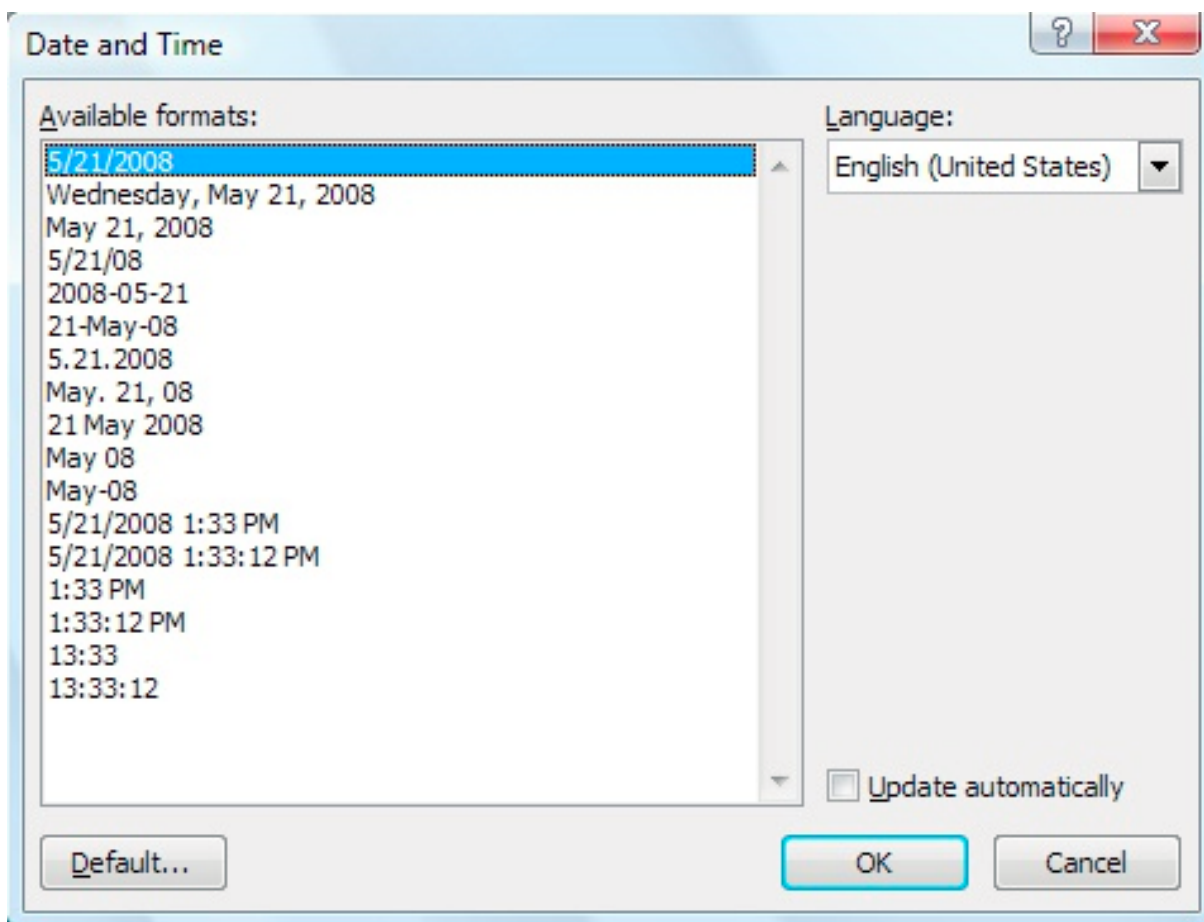 Date and Time
?
X
Available formats:
5/21/2008
Wednesday, May 21, 2008
May 21, 2008
5/21/08
2008-05-21
21-May-08
5.21.2008
May. 21, 08
21 May 2008
May 08
May-08
5/21/2008 1:33 PM
5/21/2008 1:33:12 PM
1:33 PM
1:33:12 PM
13:33
13:33:12
Language:
English (United States)
Update automatically
Default...
OK
Cancel